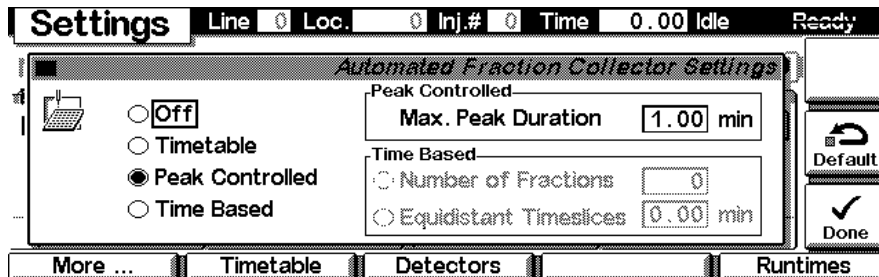 Settings Line 0 Loc. 0 Inj.# 0 Time 0.00 Idle Ready
Automated Fraction Collector Settings
Off
Timetable
Peak Controlled
Time Based
Peak Controlled
Max. Peak Duration 1.00 min
Time Based
Number of Fractions 0
Equidistant Timeslices 0.00 min
Default
Done
More ... Timetable Detectors Runtimes